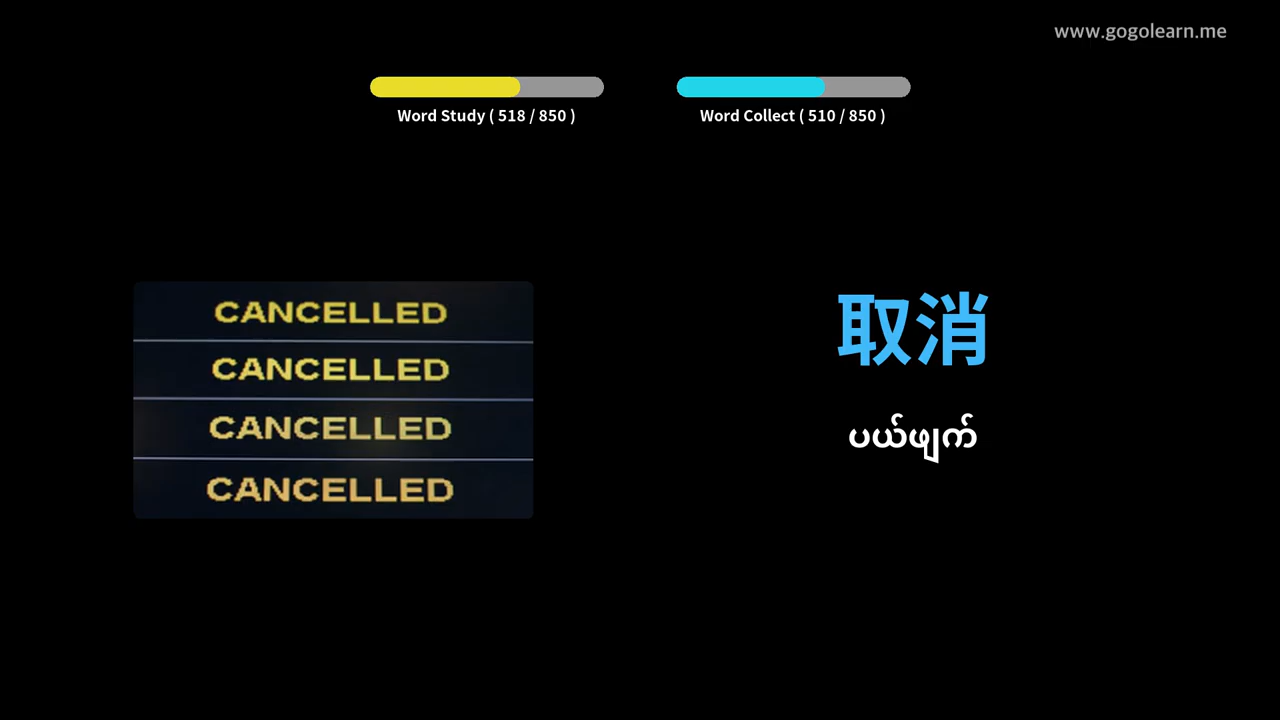 www.gogolearn.me
Word Study ( 518 / 850 )
Word Collect ( 510 / 850 )
CANCELLED
CANCELLED
CANCELLED
CANCELLED
取消
ပယ်ဖျက်